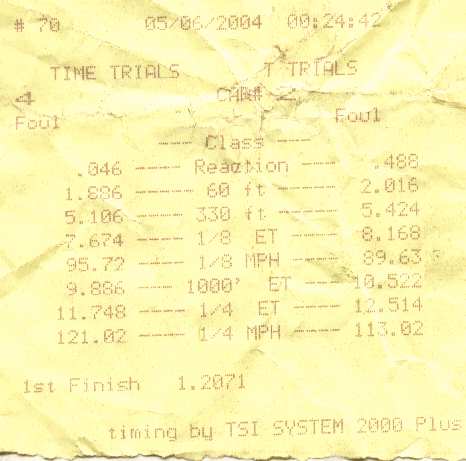 # 70 05/06/2004 00:24:42
TIME TRIALS T TRIALS
4 CAR# 2
Foul Foul
--- Class ---
.046 ---- Reaction ---- .488
1.886 ---- 60 ft ---- 2.016
5.106 ---- 330 ft ---- 5.424
7.674 ---- 1/8 ET ---- 8.168
95.72 ---- 1/8 MPH ---- 89.63
9.886 ---- 1000' ET ---- 10.522
11.748 ---- 1/4 ET ---- 12.514
121.02 ---- 1/4 MPH ---- 113.02
1st Finish 1.2071
timing by TSI SYSTEM 2000 Plus